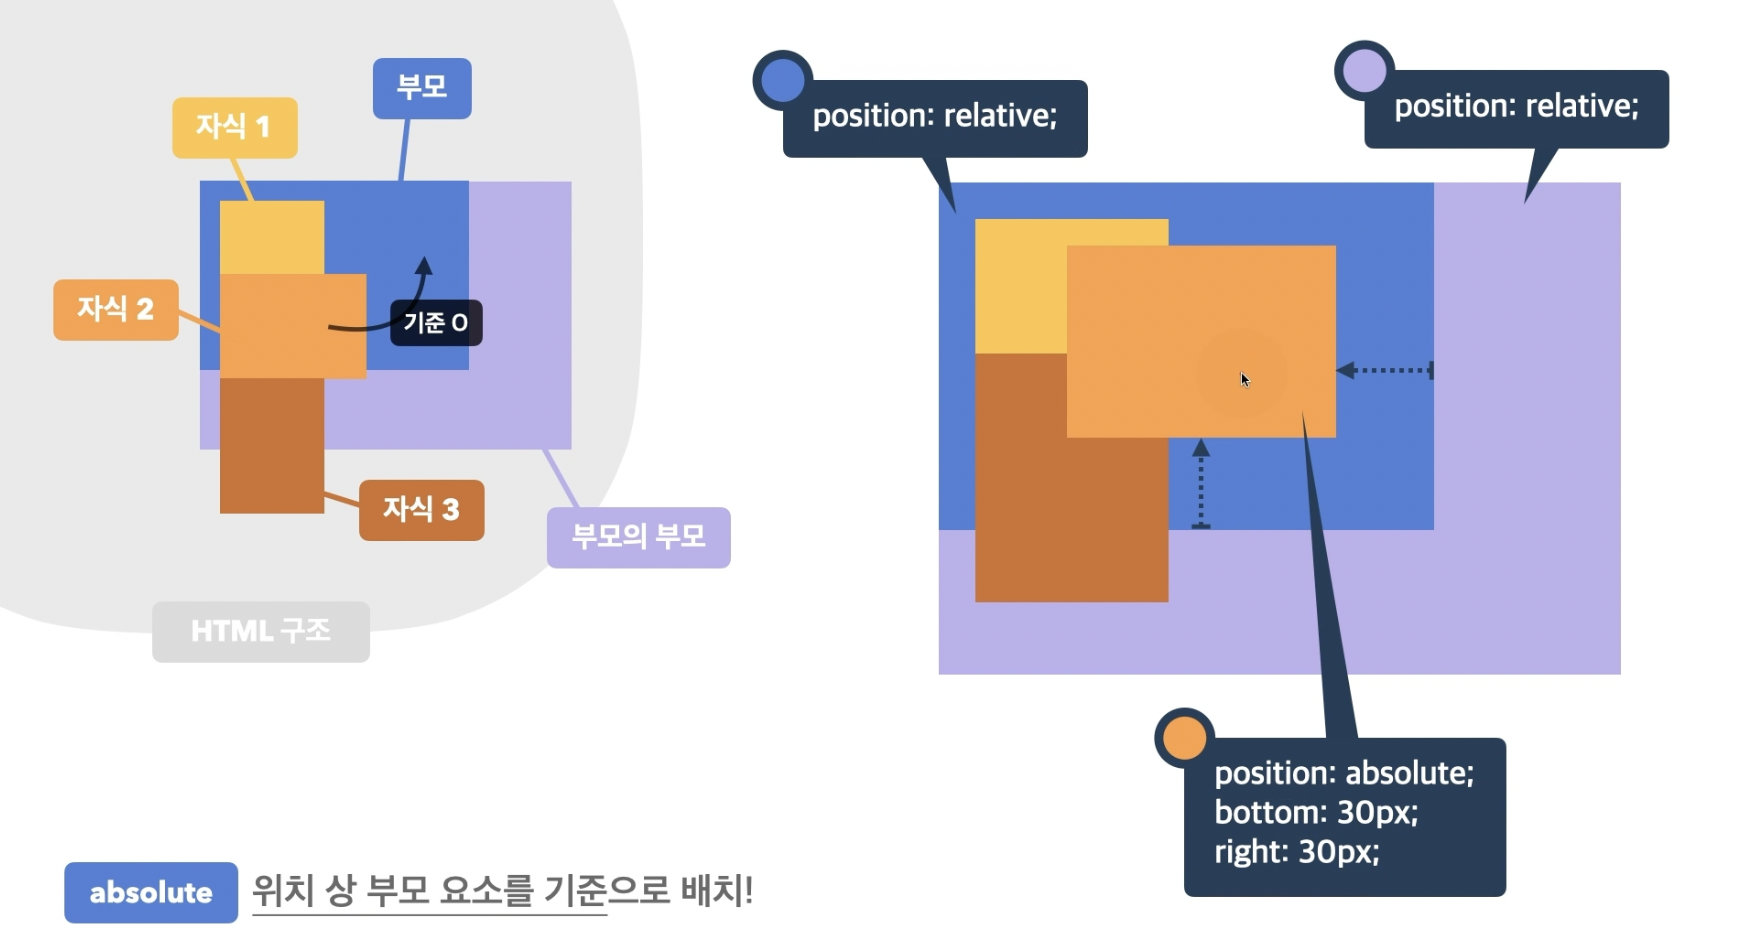 부모
자식 1
자식 2
기준 O
자식 3
부모의 부모
HTML 구조
position: relative;
position: relative;
position: absolute;
bottom: 30px;
right: 30px;
absolute 위치 상 부모 요소를 기준으로 배치!